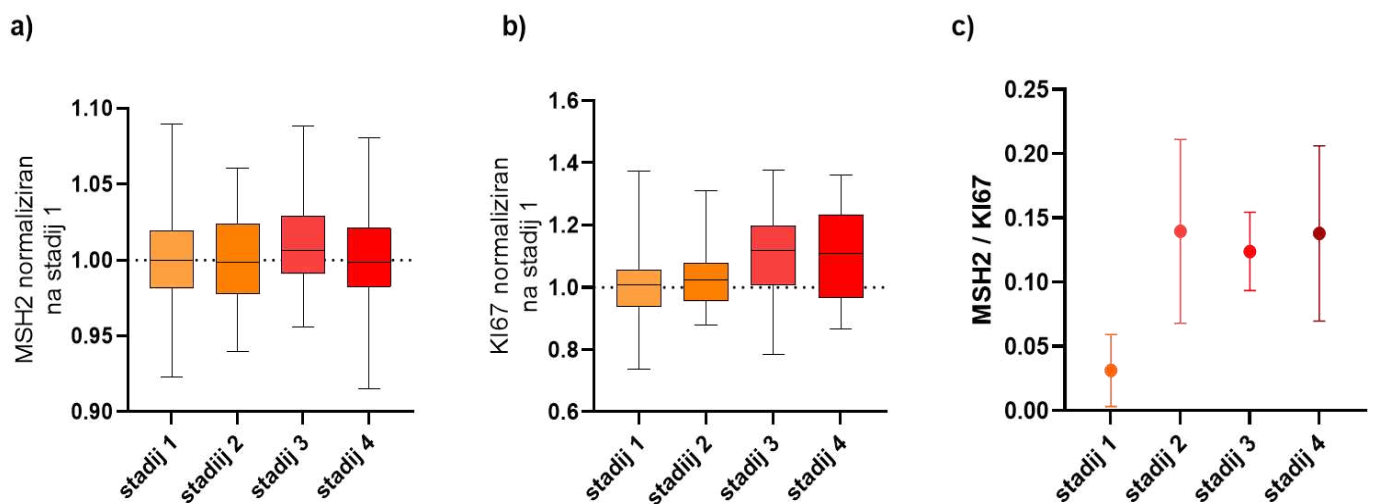 a)
MSH2 normaliziran
na stadij 1
1.10
1.05
1.00
0.95
0.90
stadij 1
stadiij 2
stadij 3
stadij 4
b)
KI67 normaliziran
na stadij 1
1.6
1.4
1.2
1.0
0.8
0.6
stadij 1
stadiij 2
stadij 3
stadij 4
c)
MSH2 / KI67
0.25
0.20
0.15
0.10
0.05
0.00
stadij 1
stadij 2
stadij 3
stadij 4